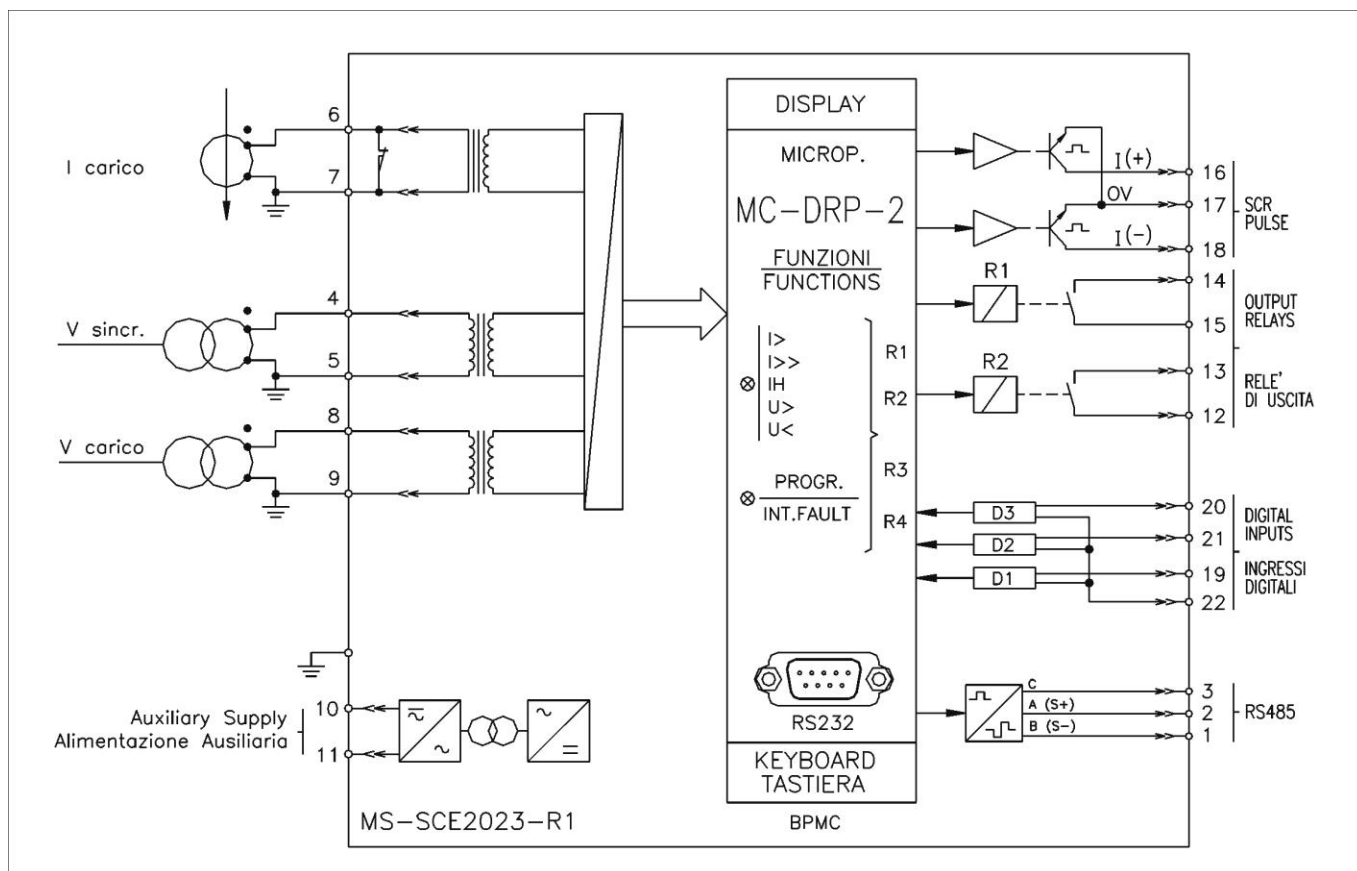 I carico
6
7
V sincr.
4
5
V carico
8
9
Auxiliary Supply
Alimentazione Ausiliaria
10
11
MS-SCE2023-R1
DISPLAY
MICROP.
MC-DRP-2
FUNZIONI
FUNCTIONS
I>
I>>
IH
U>
U<
PROGR.
INT.FAULT
R1
R2
R3
R4
RS232
KEYBOARD
TASTIERA
BPMC
I(+)
0V
I(-)
16
17
18
SCR
PULSE
R1
14
15
OUTPUT
RELAYS
R2
13
12
RELE'
DI USCITA
D3
D2
D1
20
21
19
22
DIGITAL
INPUTS
INGRESSI
DIGITALI
C
A (S+)
B (S-)
3
2
1
RS485